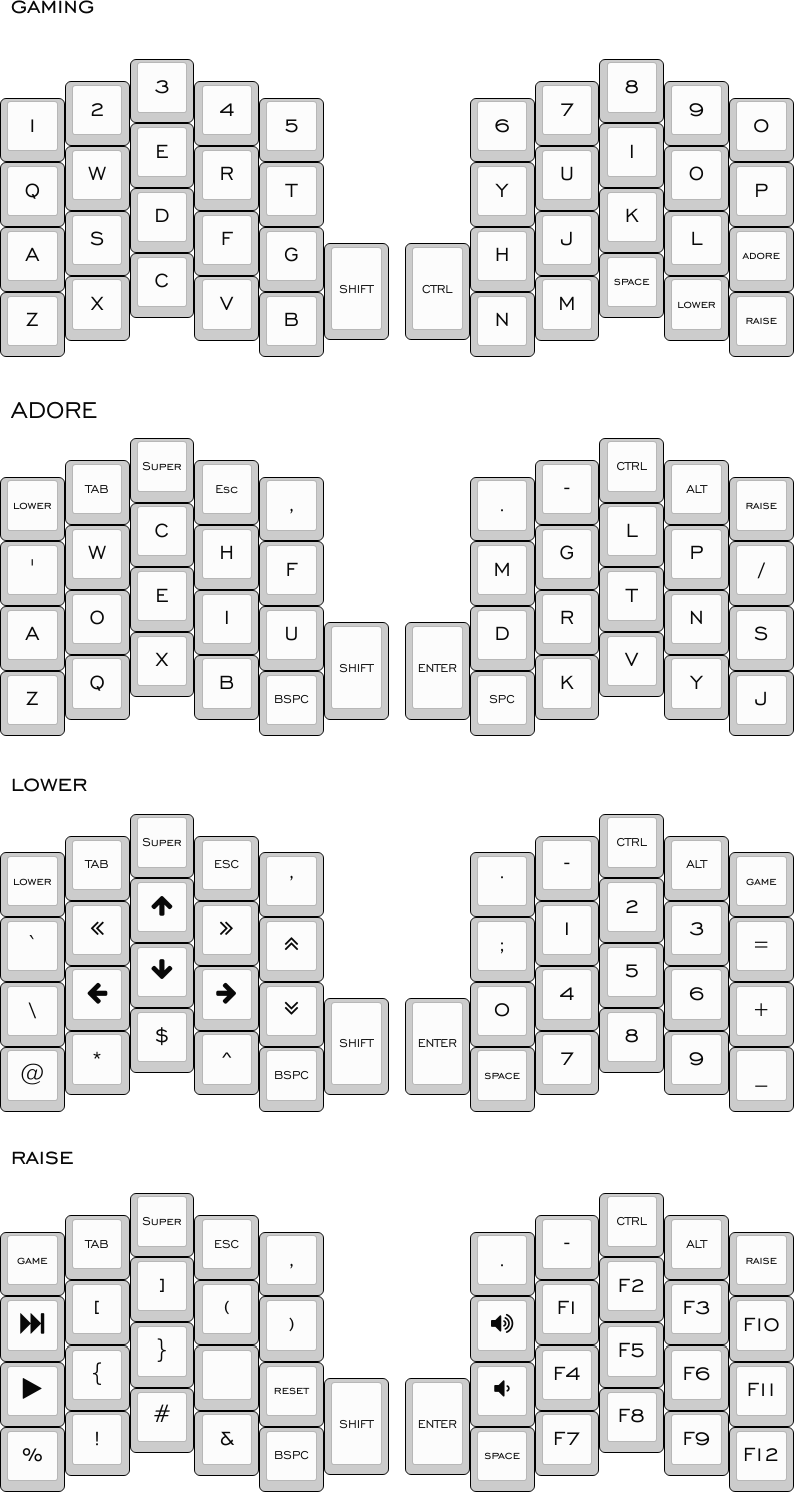 GAMING
1 2 3 4 5 6 7 8 9 0
Q W E R T Y U I O P
A S D F G SHIFT CTRL H J K L ADORE
Z X C V B N M SPACE LOWER RAISE
ADORE
LOWER TAB SUPER ESC , . - CTRL ALT RAISE
' W C H F M G L P /
A O E I U SHIFT ENTER D R T N S
Z Q X B BSPC SPC K V Y J
LOWER
LOWER TAB SUPER ESC , . - CTRL ALT GAME
` « ↑ » ︽ ; 1 2 3 =
\ ← ↓ → ︾ SHIFT ENTER 0 4 5 6 +
@ * $ ^ BSPC SPACE 7 8 9 _
RAISE
GAME TAB SUPER ESC , . - CTRL ALT RAISE
[ ] ( ) F1 F2 F3 F10
{ } RESET SHIFT ENTER F4 F5 F6 F11
% ! # & BSPC SPACE F7 F8 F9 F12